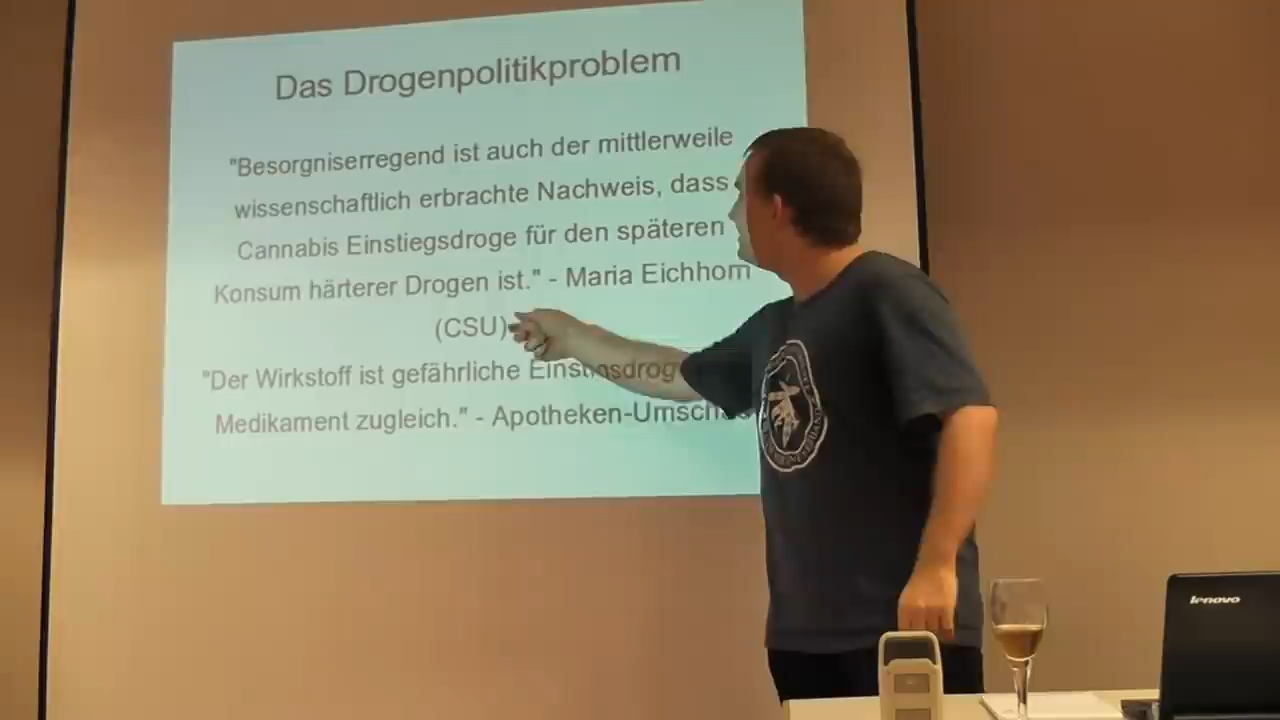 Das Drogenpolitikproblem
"Besorgniserregend ist auch der mittlerweile
wissenschaftlich erbrachte Nachweis, dass
Cannabis Einstiegsdroge für den späteren
Konsum härterer Drogen ist." - Maria Eichhorn
(CSU)
"Der Wirkstoff ist gefährliche Einstiegsdroge
Medikament zugleich." -
lenovo